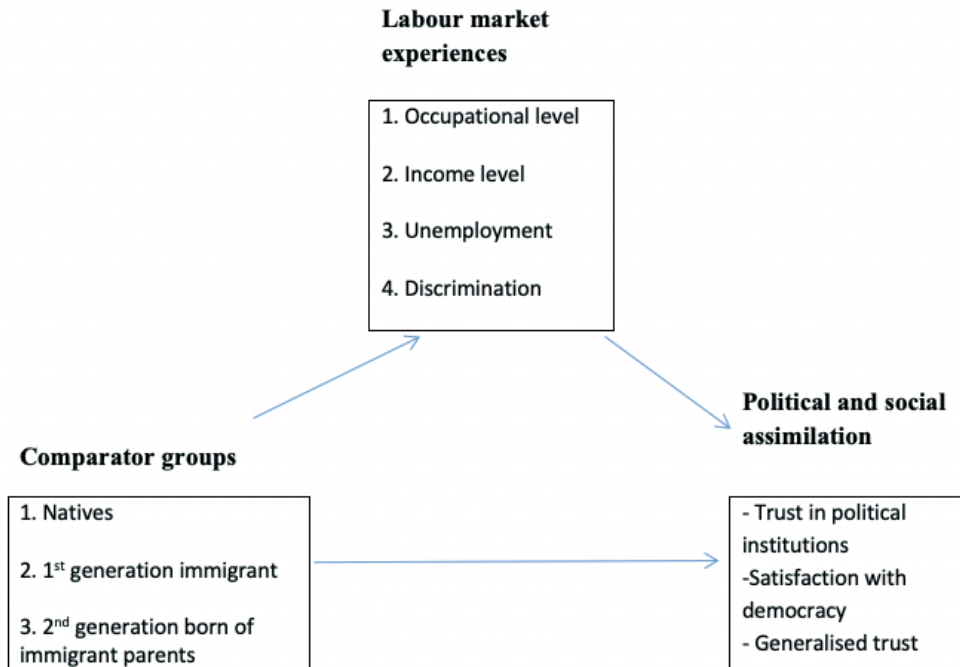 Labour market
experiences
1. Occupational level
2. Income level
3. Unemployment
4. Discrimination
Political and social
assimilation
Comparator groups
1. Natives
2. 1st generation immigrant
3. 2nd generation born of
immigrant parents
- Trust in political
institutions
-Satisfaction with
democracy
- Generalised trust